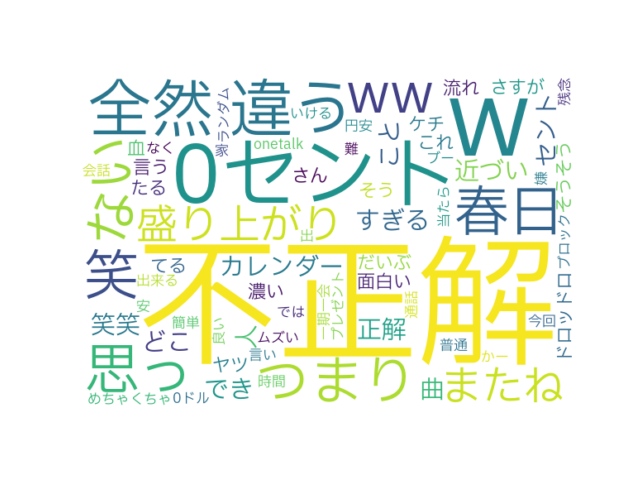 全然 違う WW 流れ さすが 残念
ランダム いける 円安 ケチ W セント
家 onetalk 難 こと これ ブー
血 なく 会話 言う たる ない
0セント さん そう 近づい 嫌 そうそう
盛り上がり すぎる 当たら 春日
出 ブロック ドロッドロ
笑 てる カレンダー だいぶ 面白い
出来る 濃い 一期一会 プレゼント 通話
不正解
安 では 今回
笑笑 簡単 良い 人 ムズい 正解 普通
どこ 言い かー
思っ ヤツ でき 時間 つまり 曲 またね
めちゃくちゃ 0ドル